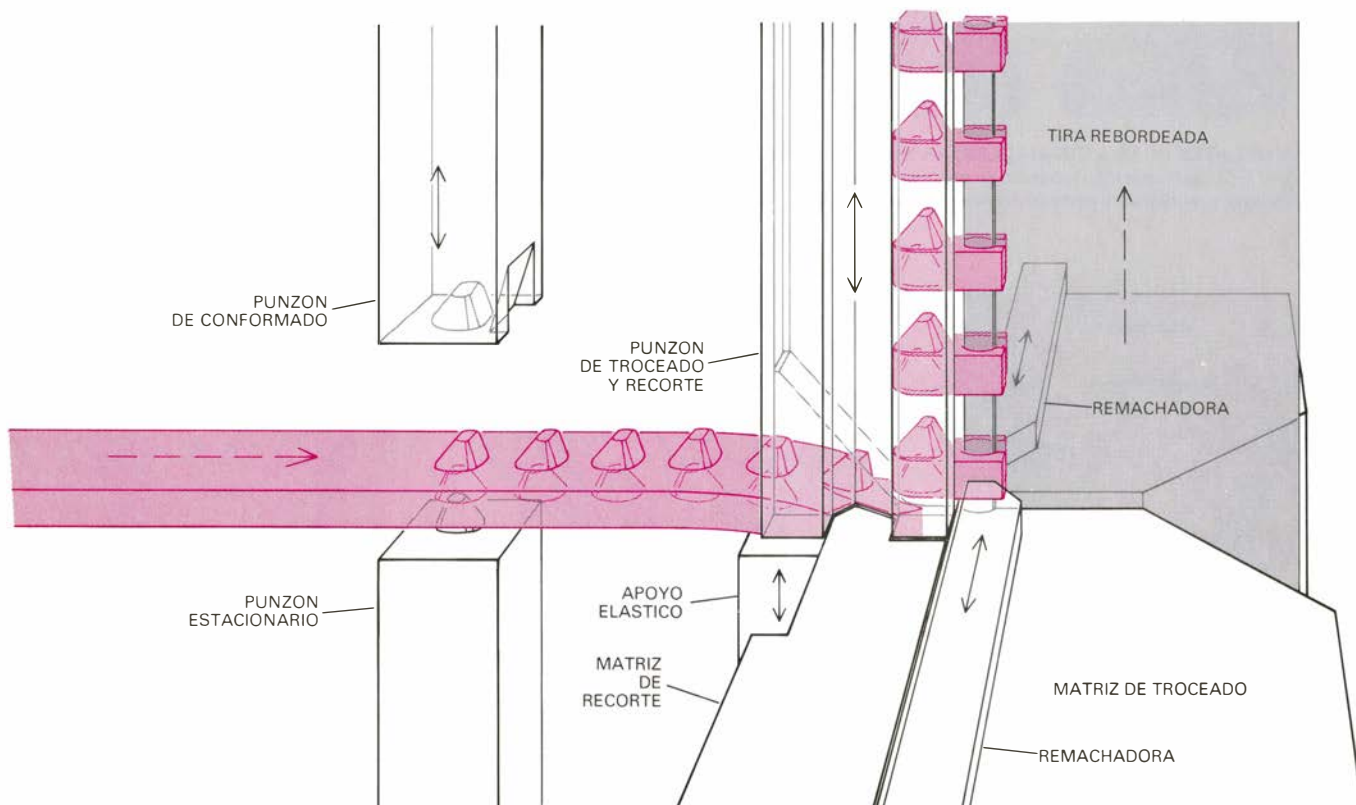 TIRA REBORDEADA
PUNZON
DE CONFORMADO
PUNZON
DE TROCEADO
Y RECORTE
REMACHADORA
PUNZON
ESTACIONARIO
APOYO
ELASTICO
MATRIZ
DE
RECORTE
MATRIZ DE TROCEADO
REMACHADORA